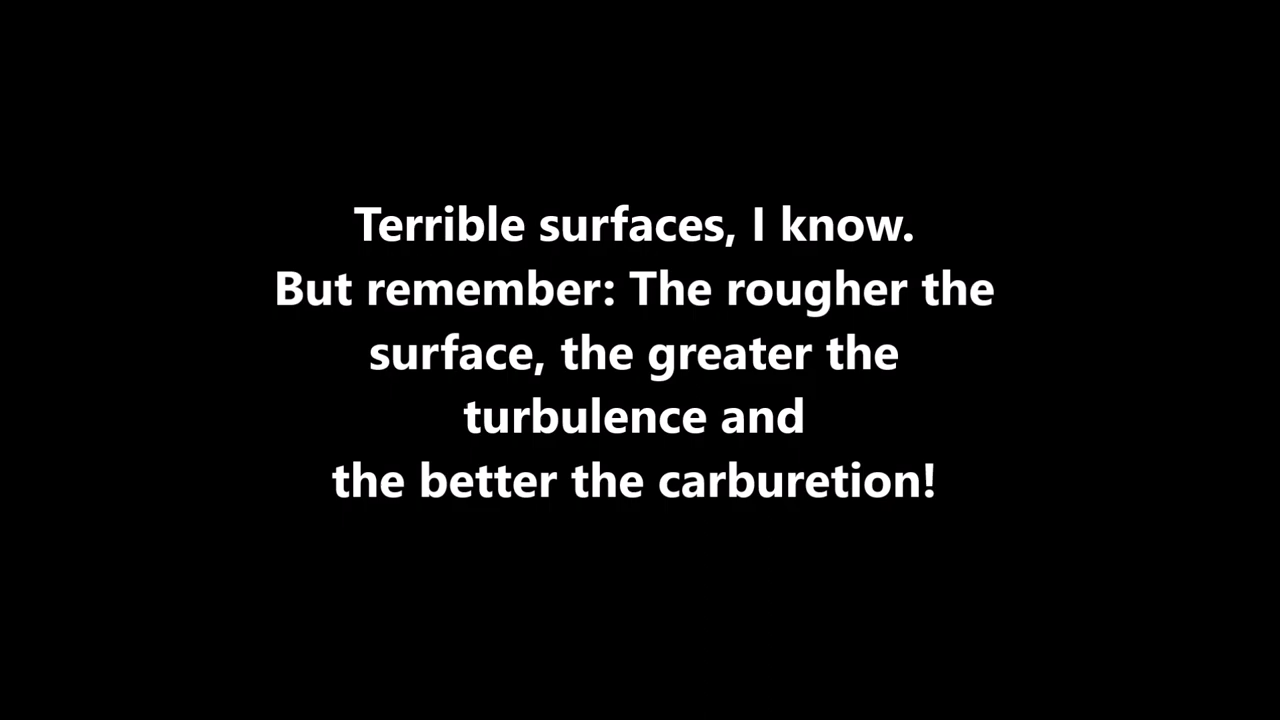 Terrible surfaces, I know.
But remember: The rougher the
surface, the greater the
turbulence and
the better the carburetion!